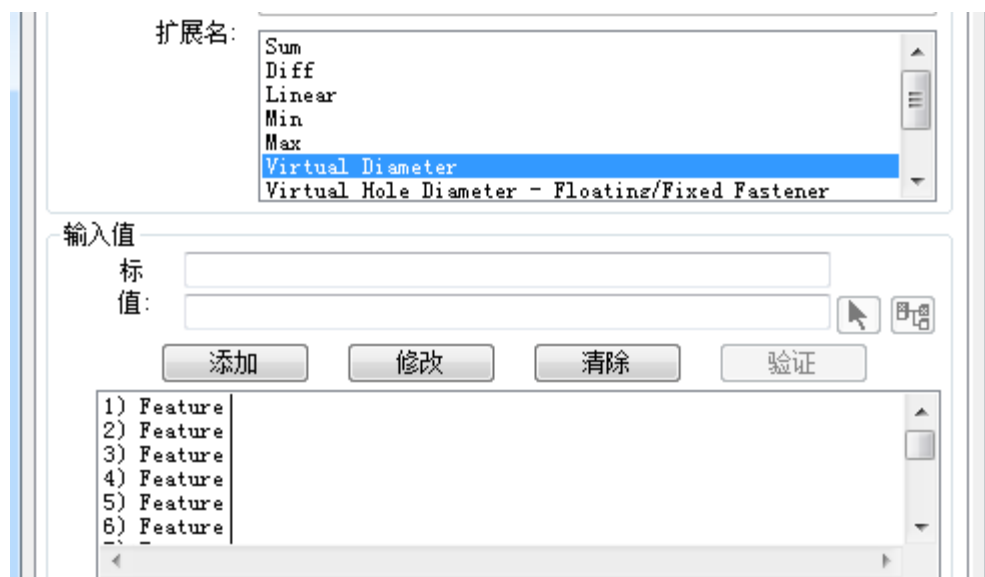 扩展名:
Sum
Diff
Linear
Min
Max
Virtual Diameter
Virtual Hole Diameter - Floating/Fixed Fastener
输入值
标
值:
添加 修改 清除 验证
1) Feature
2) Feature
3) Feature
4) Feature
5) Feature
6) Feature